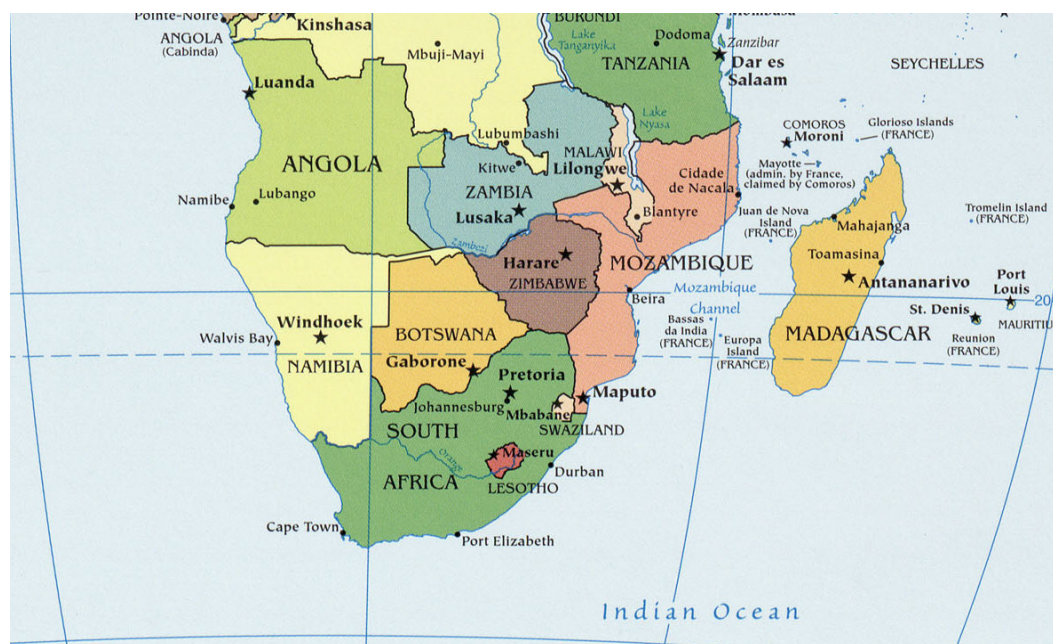 Pointe-Noire
Kinshasa
ANGOLA
(Cabinda)
Mbuji-Mayi
BURUNDI
Lake
Tanganyika
Dodoma
Mombasa
Zanzibar
TANZANIA
Dar es
Salaam
SEYCHELLES
Luanda
Lake
Nyasa
Lubumbashi
Kitwe
MALAWI
Lilongwe
COMOROS
Moroni
Glorioso Islands
(FRANCE)
ANGOLA
Mayotte
(admin. by France,
claimed by Comoros)
Cidade
de Nacala
Namibe
Lubango
ZAMBIA
Lusaka
Blantyre
Juan de Nova
Island
(FRANCE)
Mahajanga
Tromelin Island
(FRANCE)
Zambezi
Harare
ZIMBABWE
MOZAMBIQUE
Toamasina
Antananarivo
Port
Louis
20
Mozambique
Channel
Beira
St. Denis
MAURITIU
Windhoek
Walvis Bay
NAMIBIA
BOTSWANA
Gaborone
Bassas
da India
(FRANCE)
Europa
Island
(FRANCE)
MADAGASCAR
Reunion
(FRANCE)
Pretoria
Johannesburg
Mbabane
Maputo
SWAZILAND
SOUTH
AFRICA
Orange
Maseru
LESOTHO
Durban
Cape Town
Port Elizabeth
Indian Ocean